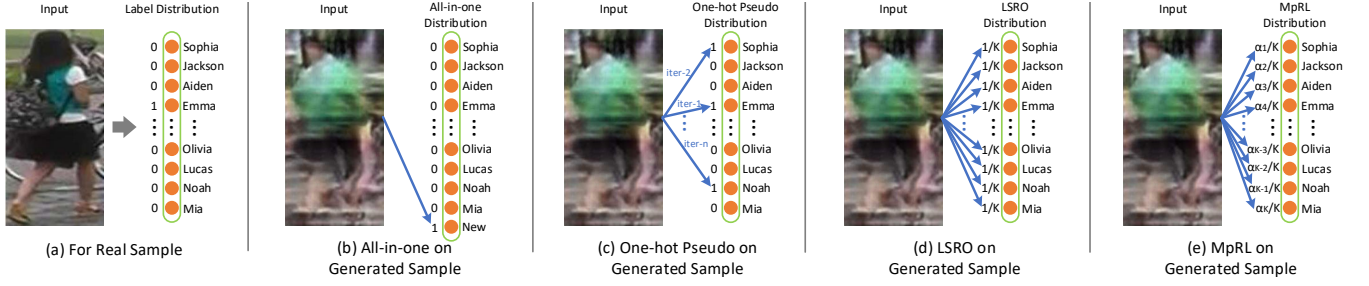 Input
Label Distribution
0 Sophia
0 Jackson
0 Aiden
1 Emma
0 Olivia
0 Lucas
0 Noah
0 Mia
(a) For Real Sample
Input
All-in-one
Distribution
0 Sophia
0 Jackson
0 Aiden
0 Emma
0 Olivia
0 Lucas
0 Noah
0 Mia
1 New
(b) All-in-one on
Generated Sample
Input
One-hot Pseudo
Distribution
1 Sophia
0 Jackson
0 Aiden
1 Emma
0 Olivia
0 Lucas
1 Noah
0 Mia
iter-2
iter-1
iter-n
(c) One-hot Pseudo on
Generated Sample
Input
LSRO
Distribution
1/K Sophia
1/K Jackson
1/K Aiden
1/K Emma
1/K Olivia
1/K Lucas
1/K Noah
1/K Mia
(d) LSRO on
Generated Sample
Input
MpRL
Distribution
α1/K Sophia
α2/K Jackson
α3/K Aiden
α4/K Emma
αK-3/K Olivia
αK-2/K Lucas
αK-1/K Noah
αK/K Mia
(e) MpRL on
Generated Sample